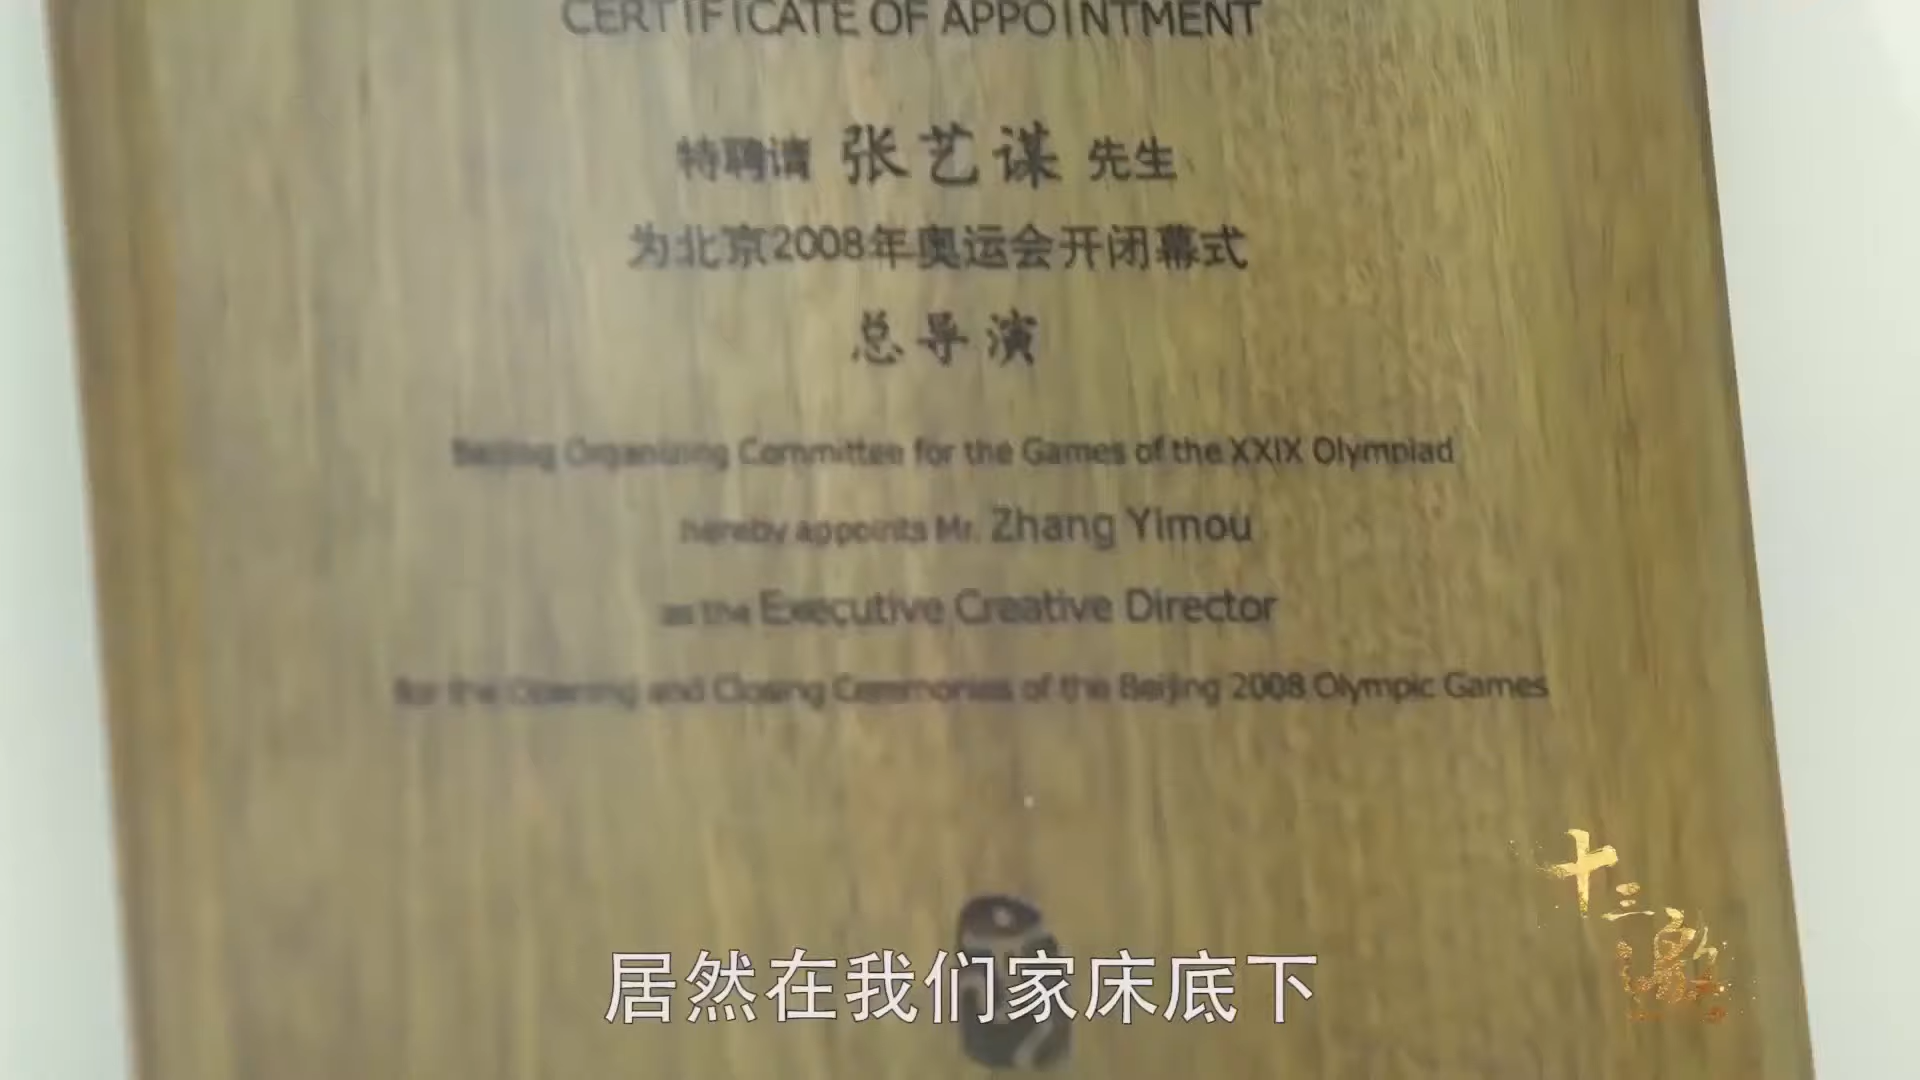 CERTIFICATE OF APPOINTMENT
特聘请 张艺谋 先生
为北京2008年奥运会开闭幕式
总导演
Beijing Organizing Committee for the Games of the XXIX Olympiad
hereby appoints Mr. Zhang Yimou
as the Executive Creative Director
for the Opening and Closing Ceremonies of the Beijing 2008 Olympic Games
居然在我们家床底下
十三邀